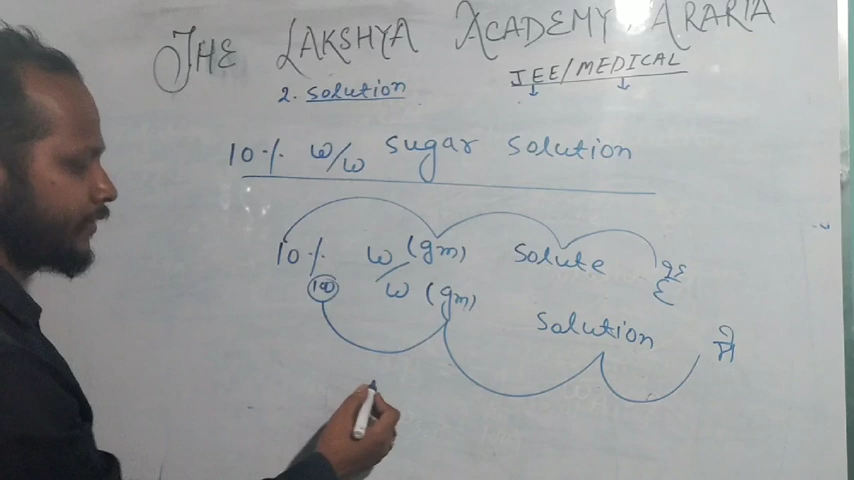 THE LAKSHYA ACADEMY, ARARIA
2. Solution
JEE/MEDICAL
10% w/w sugar solution
10% w (gm) Solute
100 w (gm)
Solution में